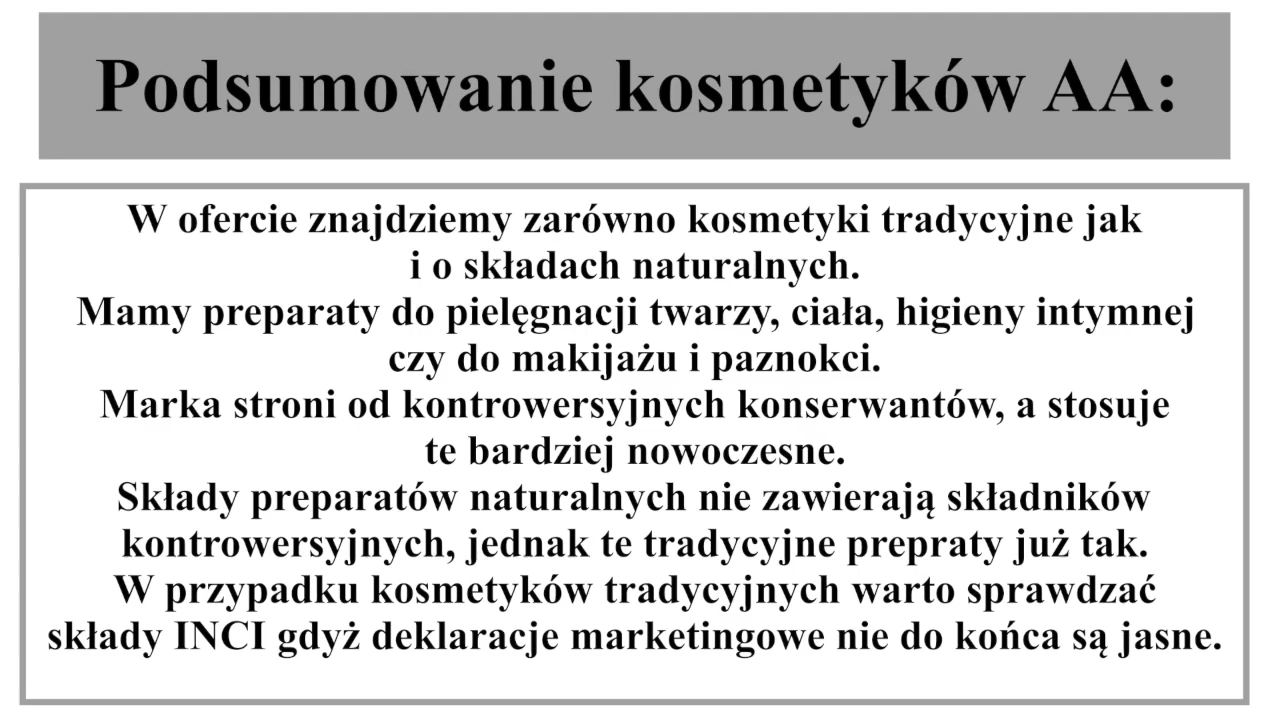 Podsumowanie kosmetyków AA:
W ofercie znajdziemy zarówno kosmetyki tradycyjne jak
i o składach naturalnych.
Mamy preparaty do pielęgnacji twarzy, ciała, higieny intymnej
czy do makijażu i paznokci.
Marka stroni od kontrowersyjnych konserwantów, a stosuje
te bardziej nowoczesne.
Składy preparatów naturalnych nie zawierają składników
kontrowersyjnych, jednak te tradycyjne prepraty już tak.
W przypadku kosmetyków tradycyjnych warto sprawdzać
składy INCI gdyż deklaracje marketingowe nie do końca są jasne.